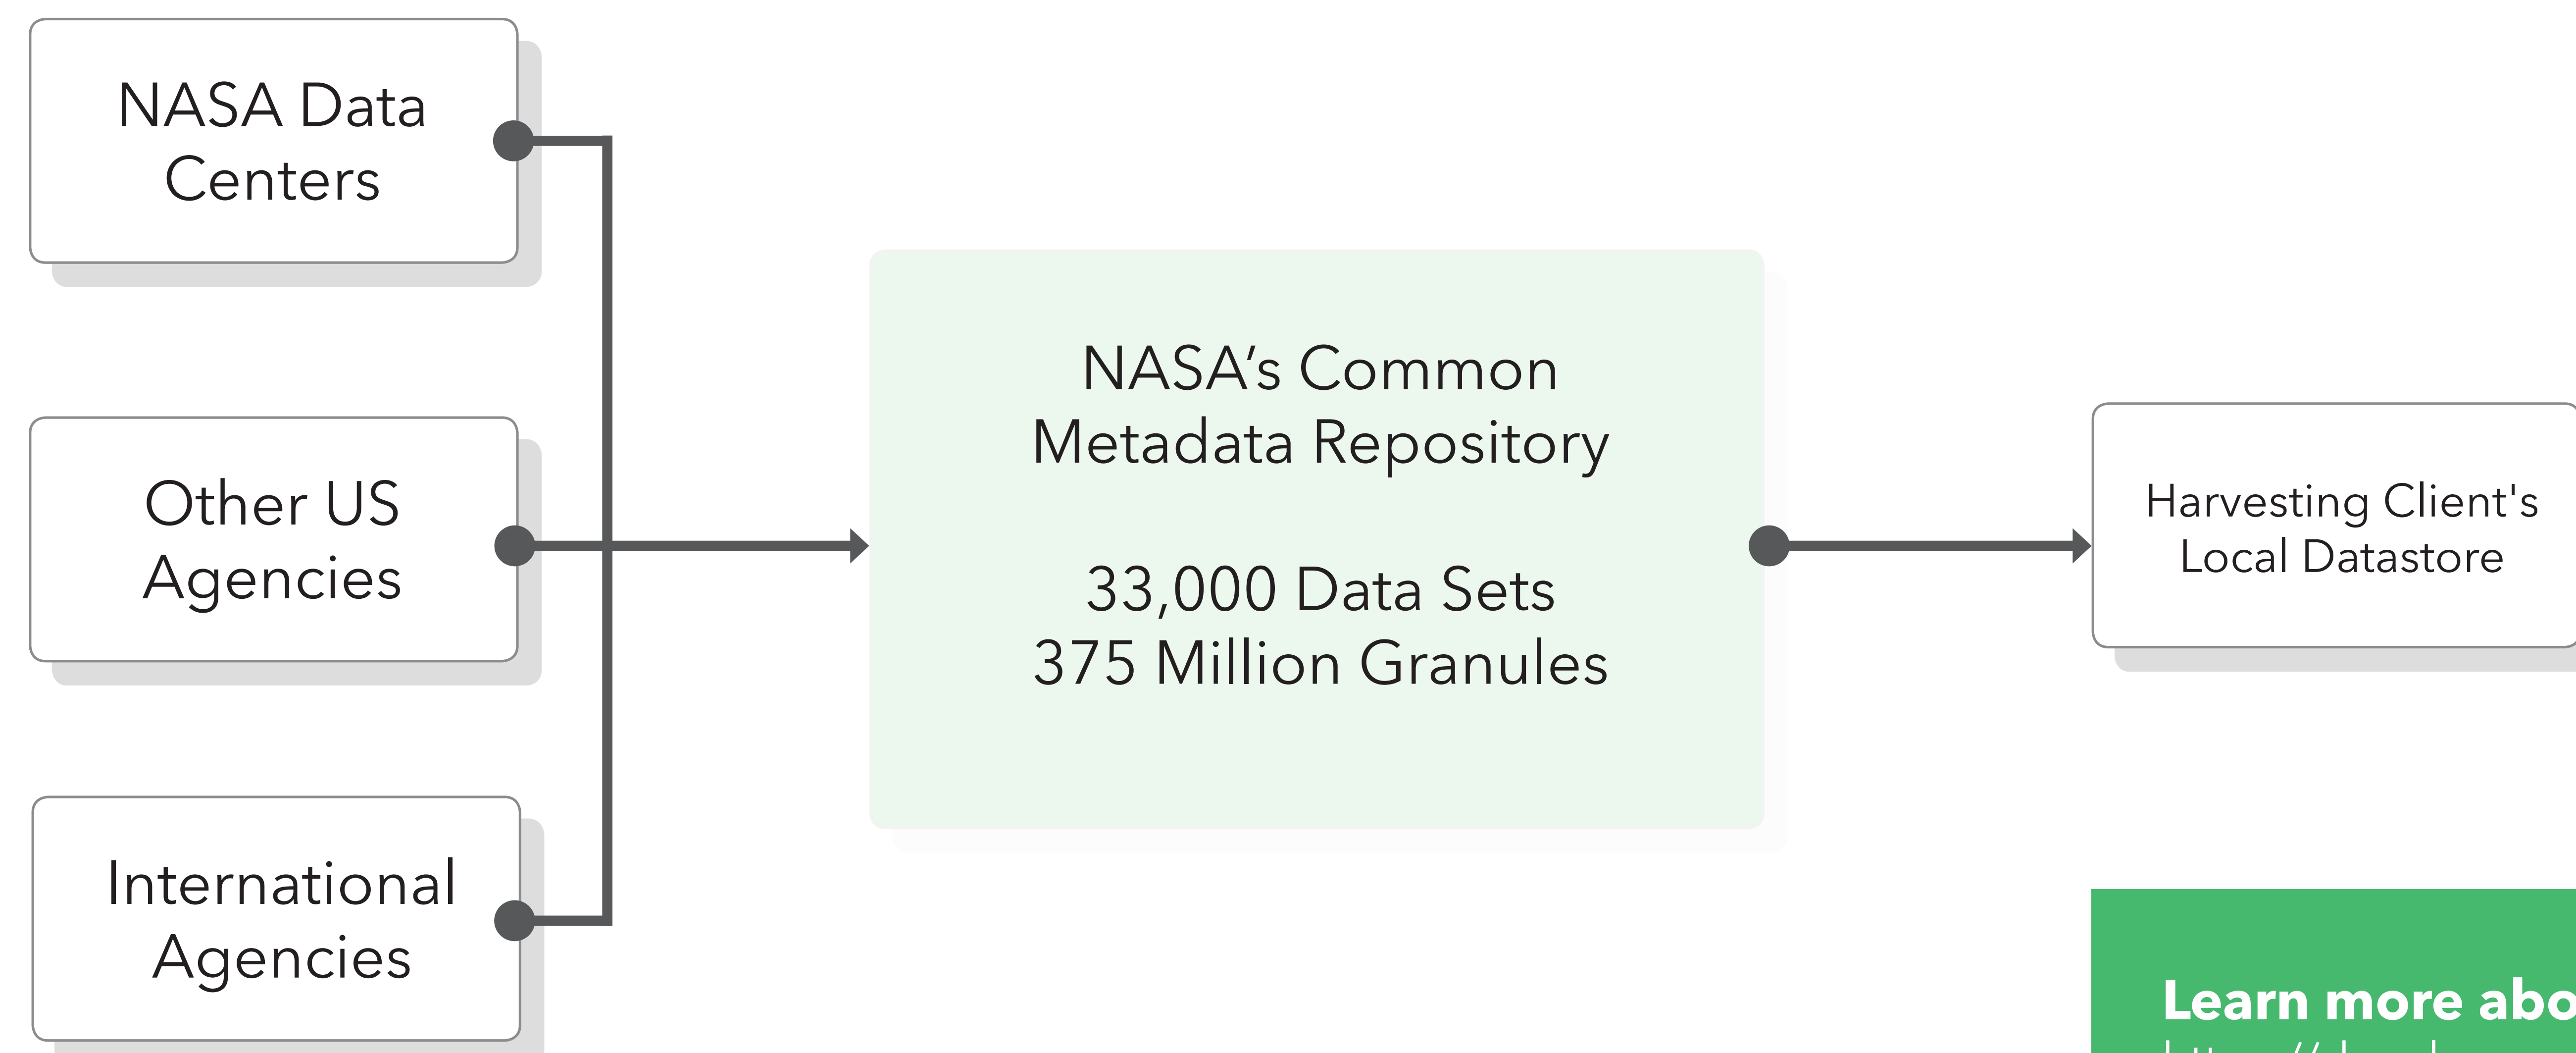 NASA Data
Centers
Other US
Agencies
International
Agencies
NASA’s Common
Metadata Repository
33,000 Data Sets
375 Million Granules
Harvesting Client's
Local Datastore
Learn more